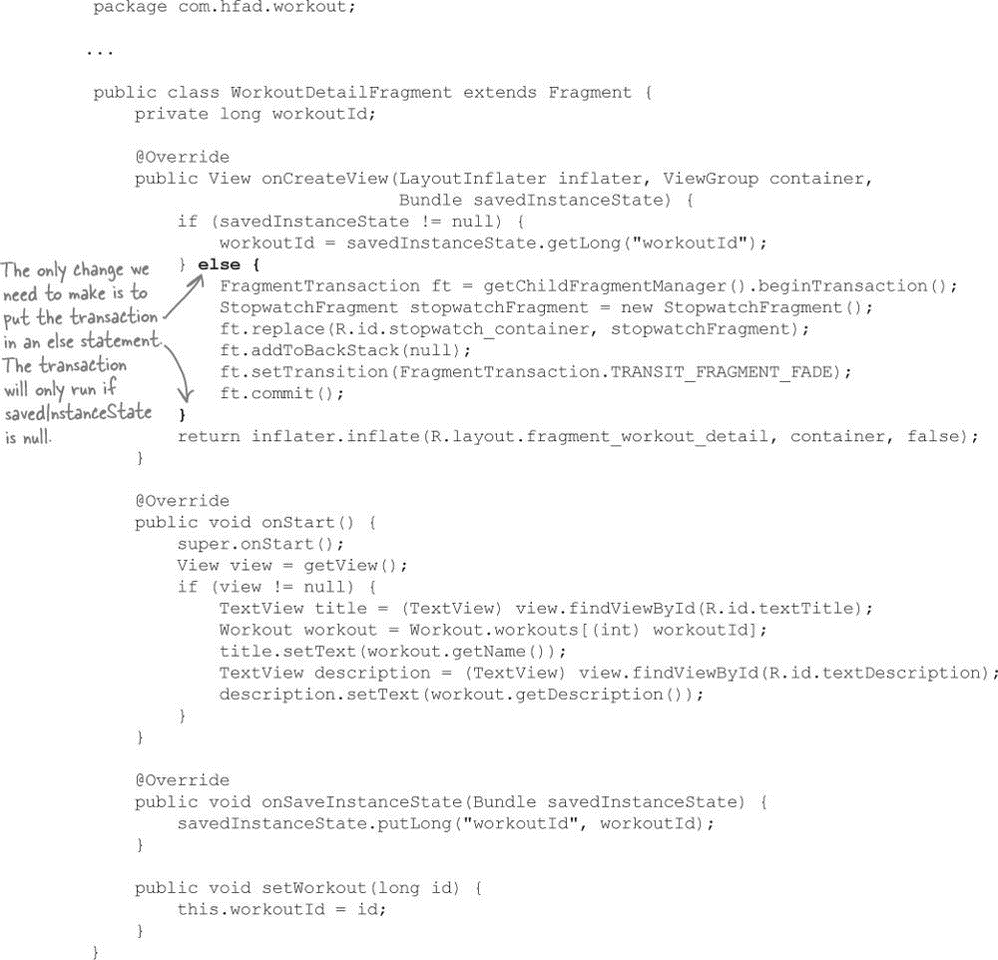 package com.hfad.workout;
...
public class WorkoutDetailFragment extends Fragment {
private long workoutId;
@Override
public View onCreateView(LayoutInflater inflater, ViewGroup container,
Bundle savedInstanceState) {
if (savedInstanceState != null) {
workoutId = savedInstanceState.getLong("workoutId");
} else {
FragmentTransaction ft = getChildFragmentManager().beginTransaction();
StopwatchFragment stopwatchFragment = new StopwatchFragment();
ft.replace(R.id.stopwatch_container, stopwatchFragment);
ft.addToBackStack(null);
ft.setTransition(FragmentTransaction.TRANSIT_FRAGMENT_FADE);
ft.commit();
}
return inflater.inflate(R.layout.fragment_workout_detail, container, false);
}
The only change we
need to make is to
put the transaction
in an else statement.
The transaction
will only run if
savedInstanceState
is null.
@Override
public void onStart() {
super.onStart();
View view = getView();
if (view != null) {
TextView title = (TextView) view.findViewById(R.id.textTitle);
Workout workout = Workout.workouts[(int) workoutId];
title.setText(workout.getName());
TextView description = (TextView) view.findViewById(R.id.textDescription);
description.setText(workout.getDescription());
}
}
@Override
public void onSaveInstanceState(Bundle savedInstanceState) {
savedInstanceState.putLong("workoutId", workoutId);
}
public void setWorkout(long id) {
this.workoutId = id;
}
}